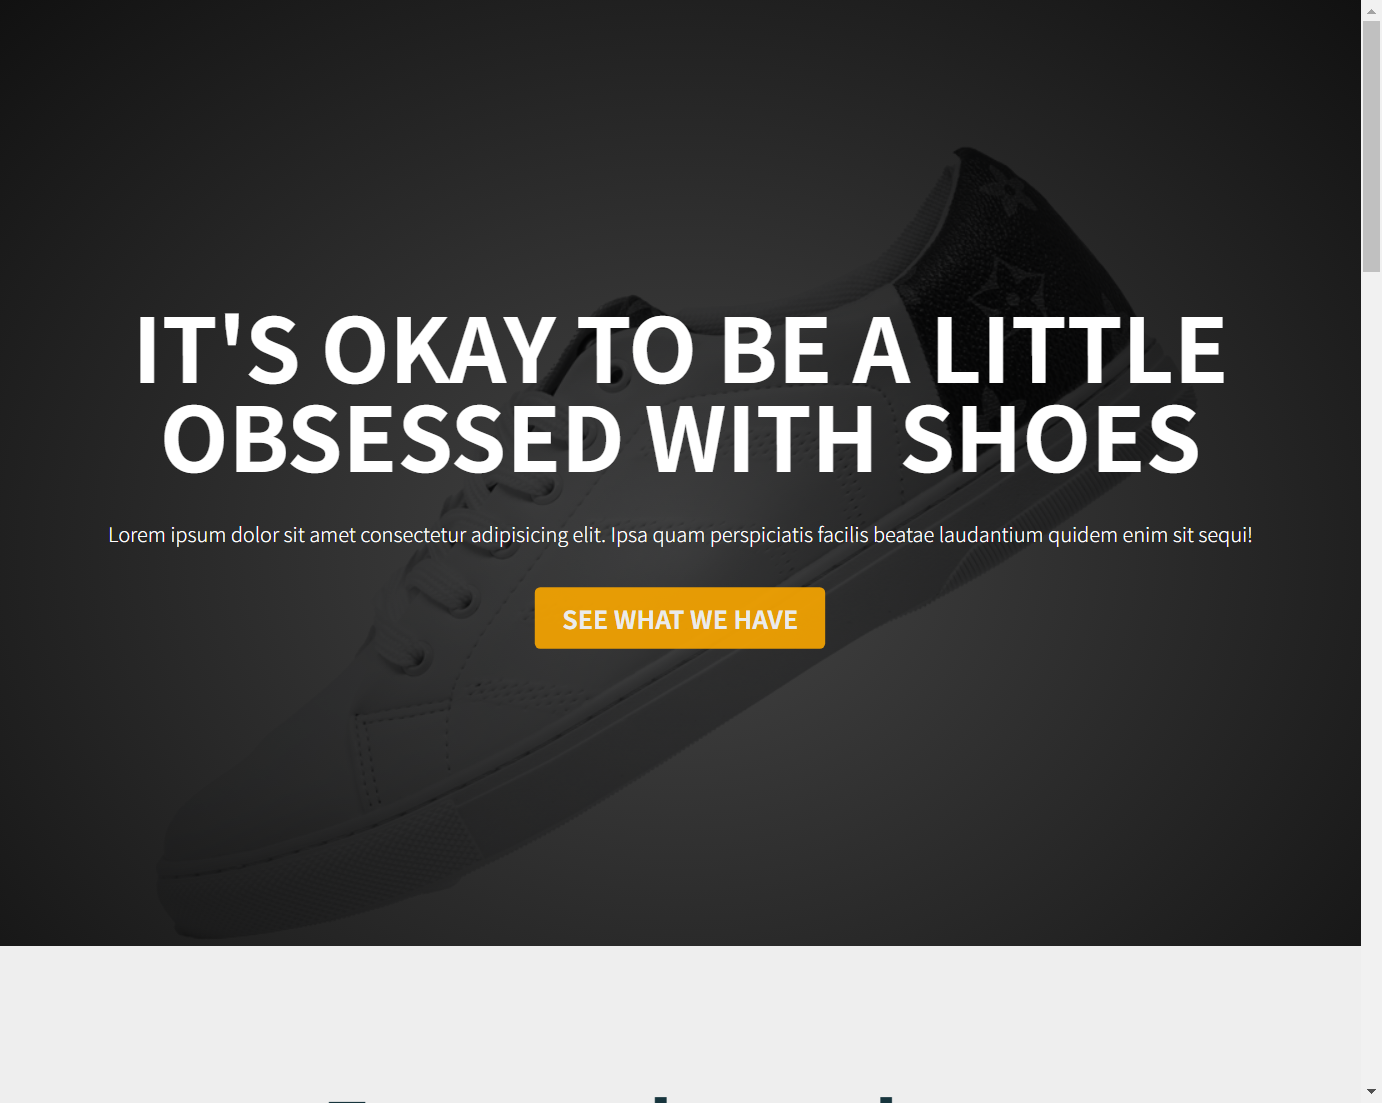 IT'S OKAY TO BE A LITTLE
OBSESSED WITH SHOES
Lorem ipsum dolor sit amet consectetur adipisicing elit. Ipsa quam perspiciatis facilis beatae laudantium quidem enim sit sequi!
SEE WHAT WE HAVE